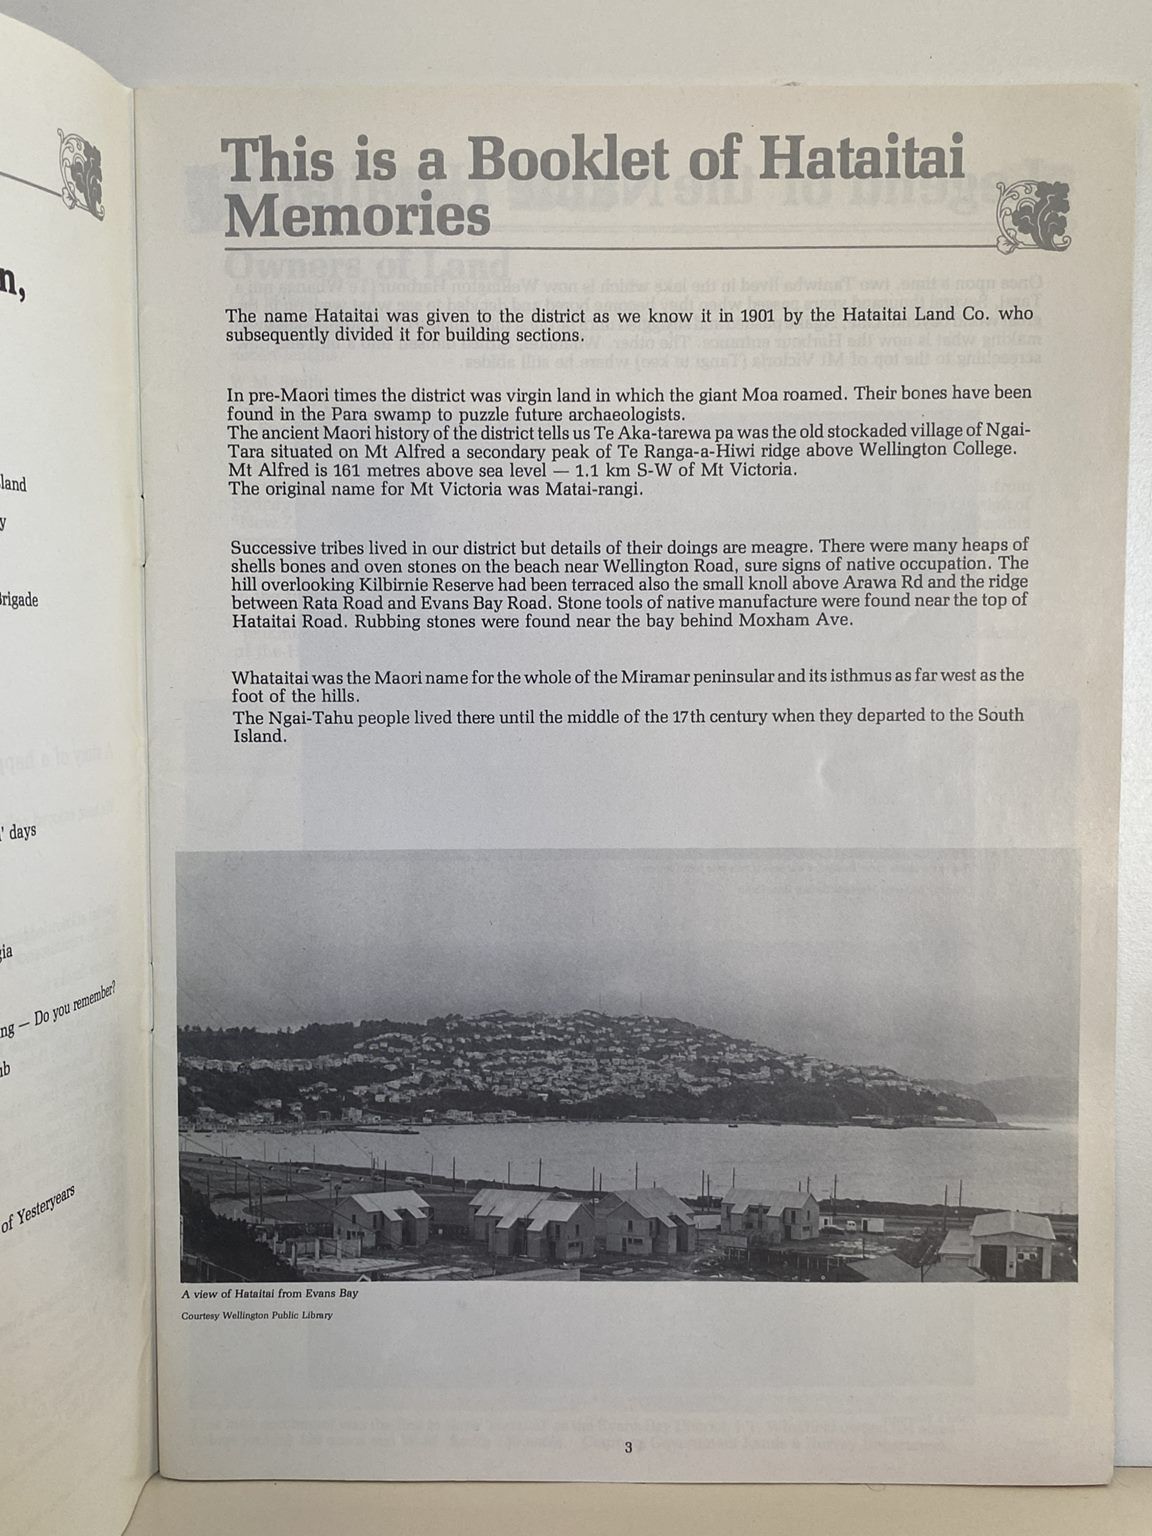 n,
land
y
Brigade
' days
gia
ng — Do you remember?
ub
of Yesteryears
This is a Booklet of Hataitai
Memories
The name Hataitai was given to the district as we know it in 1901 by the Hataitai Land Co. who
subsequently divided it for building sections.
In pre-Maori times the district was virgin land in which the giant Moa roamed. Their bones have been
found in the Para swamp to puzzle future archaeologists.
The ancient Maori history of the district tells us Te Aka-tarewa pa was the old stockaded village of Ngai-
Tara situated on Mt Alfred a secondary peak of Te Ranga-a-Hiwi ridge above Wellington College.
Mt Alfred is 161 metres above sea level — 1.1 km S-W of Mt Victoria.
The original name for Mt Victoria was Matai-rangi.
Successive tribes lived in our district but details of their doings are meagre. There were many heaps of
shells bones and oven stones on the beach near Wellington Road, sure signs of native occupation. The
hill overlooking Kilbirnie Reserve had been terraced also the small knoll above Arawa Rd and the ridge
between Rata Road and Evans Bay Road. Stone tools of native manufacture were found near the top of
Hataitai Road. Rubbing stones were found near the bay behind Moxham Ave.
Whataitai was the Maori name for the whole of the Miramar peninsular and its isthmus as far west as the
foot of the hills.
The Ngai-Tahu people lived there until the middle of the 17th century when they departed to the South
Island.
A view of Hataitai from Evans Bay
Courtesy Wellington Public Library
3